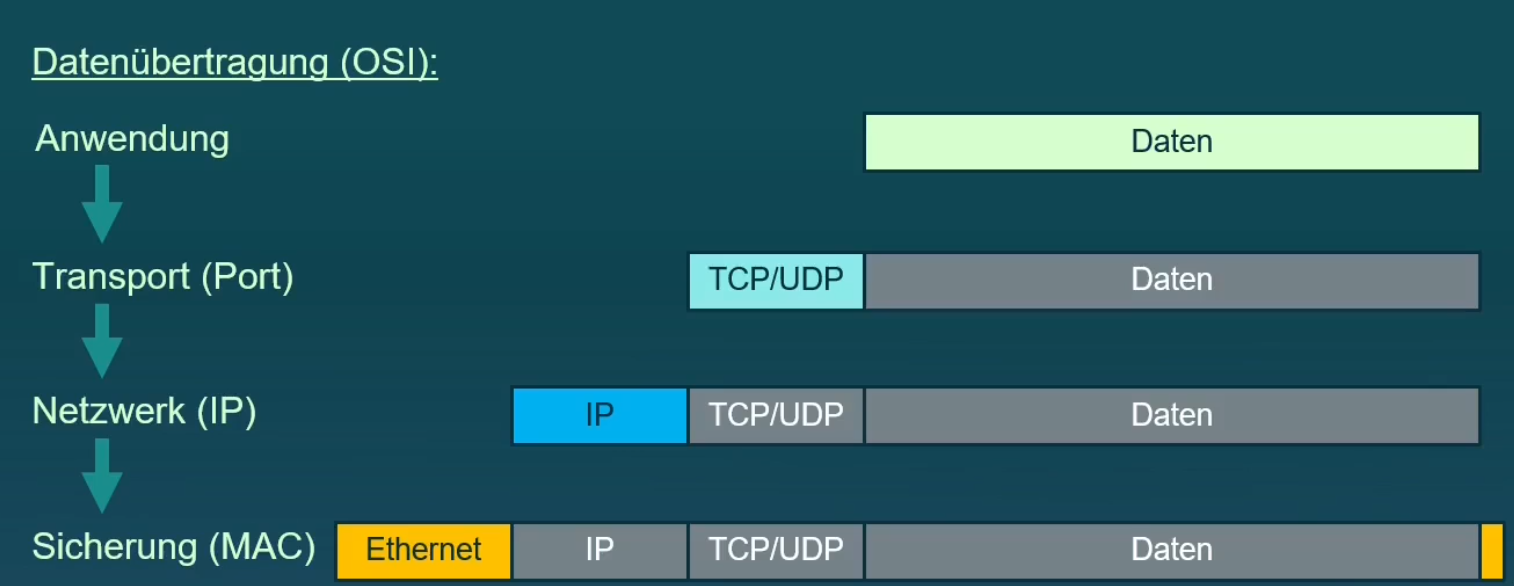 Datenübertragung (OSI):
Anwendung
Daten
Transport (Port)
TCP/UDP
Daten
Netzwerk (IP)
IP
TCP/UDP
Daten
Sicherung (MAC)
Ethernet
IP
TCP/UDP
Daten